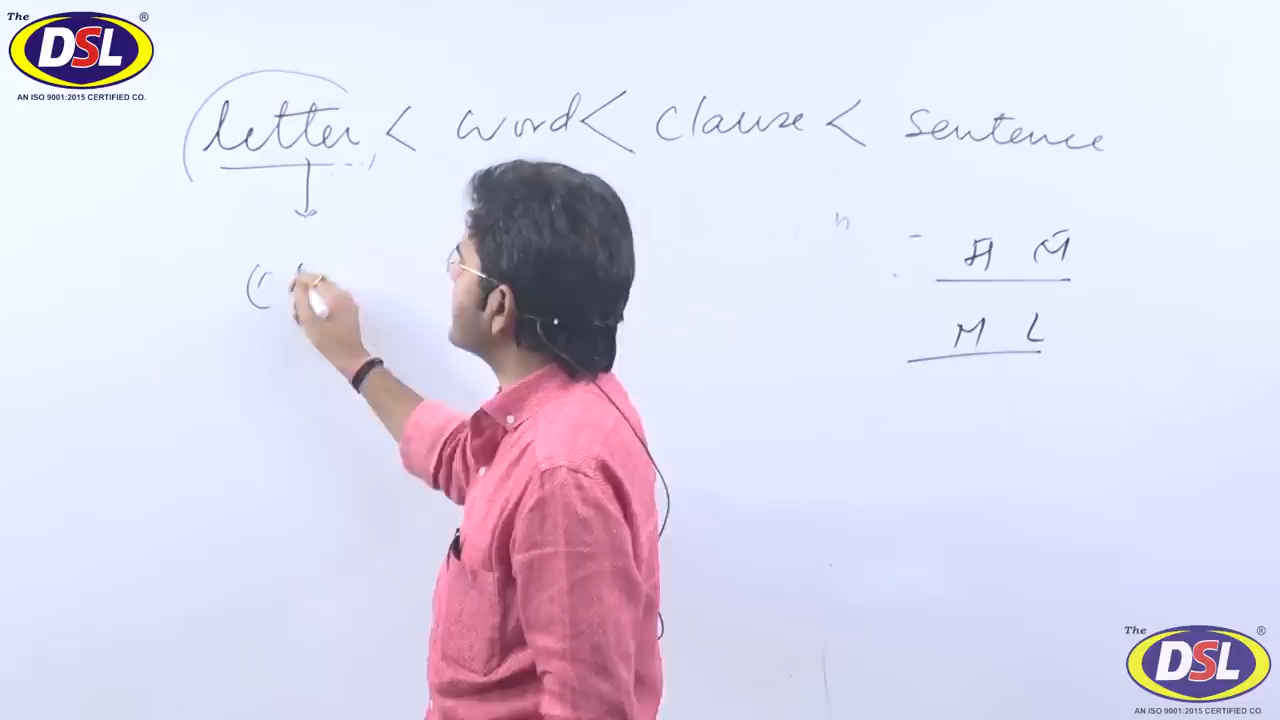 The DSL ®
AN ISO 9001:2015 CERTIFIED CO.
letter < word < clause < sentence
M L
The DSL ®
AN ISO 9001:2015 CERTIFIED CO.